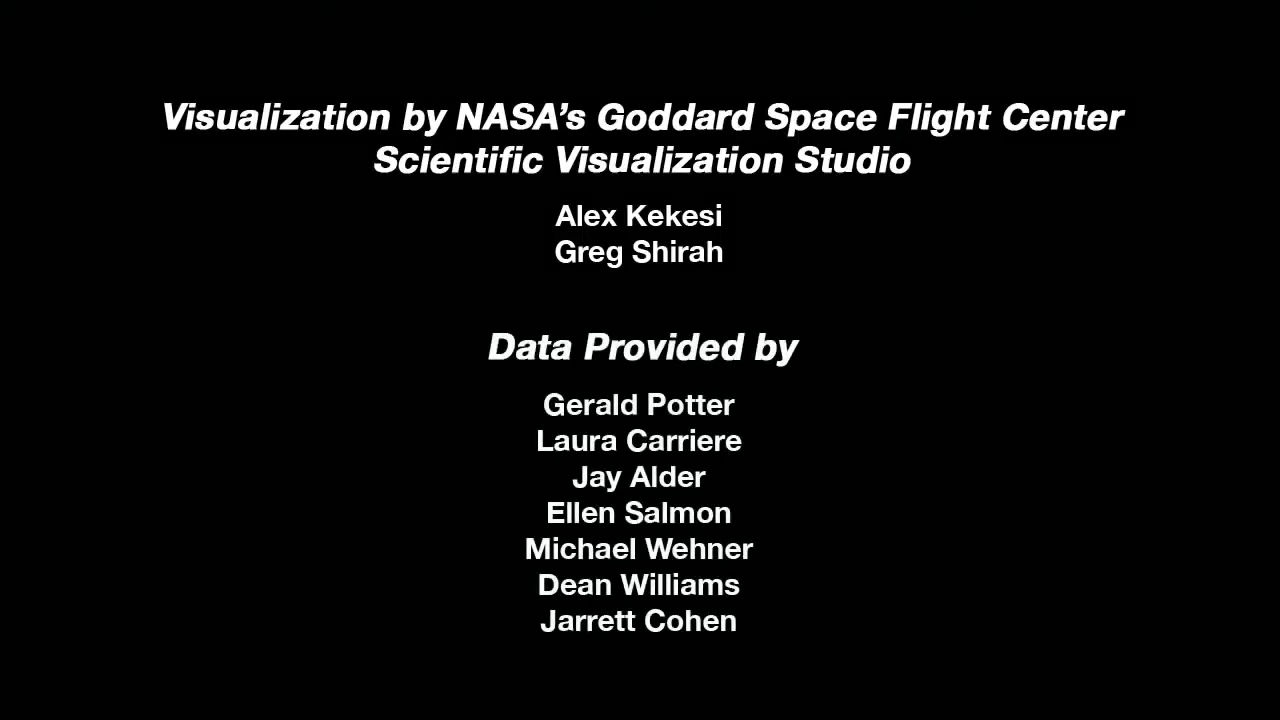 Visualization by NASA’s Goddard Space Flight Center
Scientific Visualization Studio
Alex Kekesi
Greg Shirah
Data Provided by
Gerald Potter
Laura Carriere
Jay Alder
Ellen Salmon
Michael Wehner
Dean Williams
Jarrett Cohen